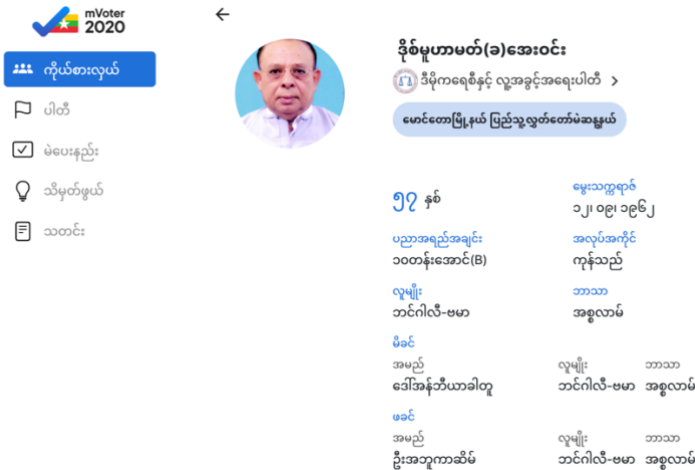 mVoter
2020
ကိုယ်စားလှယ်
ပါတီ
မဲပေးနည်း
သိမှတ်ဖွယ်
သတင်း
ဒိုစ်မူဟာမတ်(ခ)အေးဝင်း
ဒီမိုကရေစီနှင့် လူ့အခွင့်အရေးပါတီ
မောင်တောမြို့နယ် ပြည်သူ့လွှတ်တော်မဲဆန္ဒနယ်
၅၇ နှစ်
မွေးသက္ကရာဇ်
၁၂၊ ၀၉၊ ၁၉၆၂
ပညာအရည်အချင်း အလုပ်အကိုင်
၁၀တန်းအောင်(B) ကုန်သည်
လူမျိုး ဘာသာ
ဘင်္ဂါလီ-ဗမာ အစ္စလာမ်
မိခင်
အမည် လူမျိုး ဘာသာ
ဒေါ်အန်ဘီယာခါတူ ဘင်္ဂါလီ-ဗမာ အစ္စလာမ်
ဖခင်
အမည် လူမျိုး ဘာသာ
ဦးအဘူကာဆိမ် ဘင်္ဂါလီ-ဗမာ အစ္စလာမ်